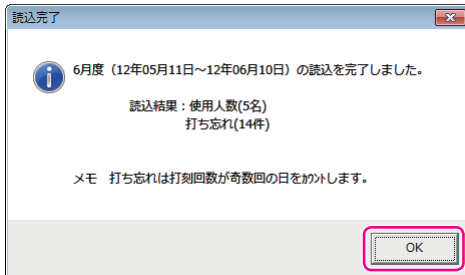 読込完了
6月度（12年05月11日～12年06月10日）の読込を完了しました。
読込結果：使用人数(5名)
打ち忘れ(14件)
メモ　打ち忘れは打刻回数が奇数回の日をｶｳﾝﾄします。
OK